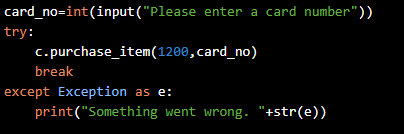 card_no=int(input("Please enter a card number"))
try:
    c.purchase_item(1200,card_no)
    break
except Exception as e:
    print("Something went wrong. "+str(e))